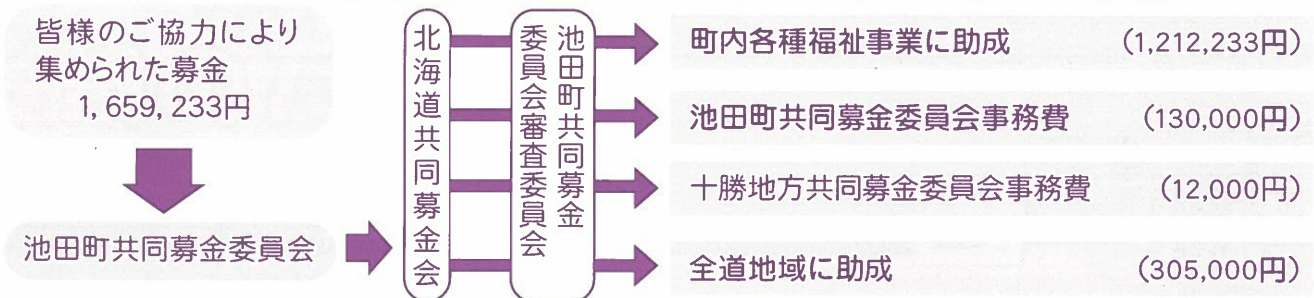 皆様のご協力により
集められた募金
1,659,233円
池田町共同募金委員会
北海道共同募金会
池田町共同募金
委員会審査委員会
町内各種福祉事業に助成 (1,212,233円)
池田町共同募金委員会事務費 (130,000円)
十勝地方共同募金委員会事務費 (12,000円)
全道地域に助成 (305,000円)